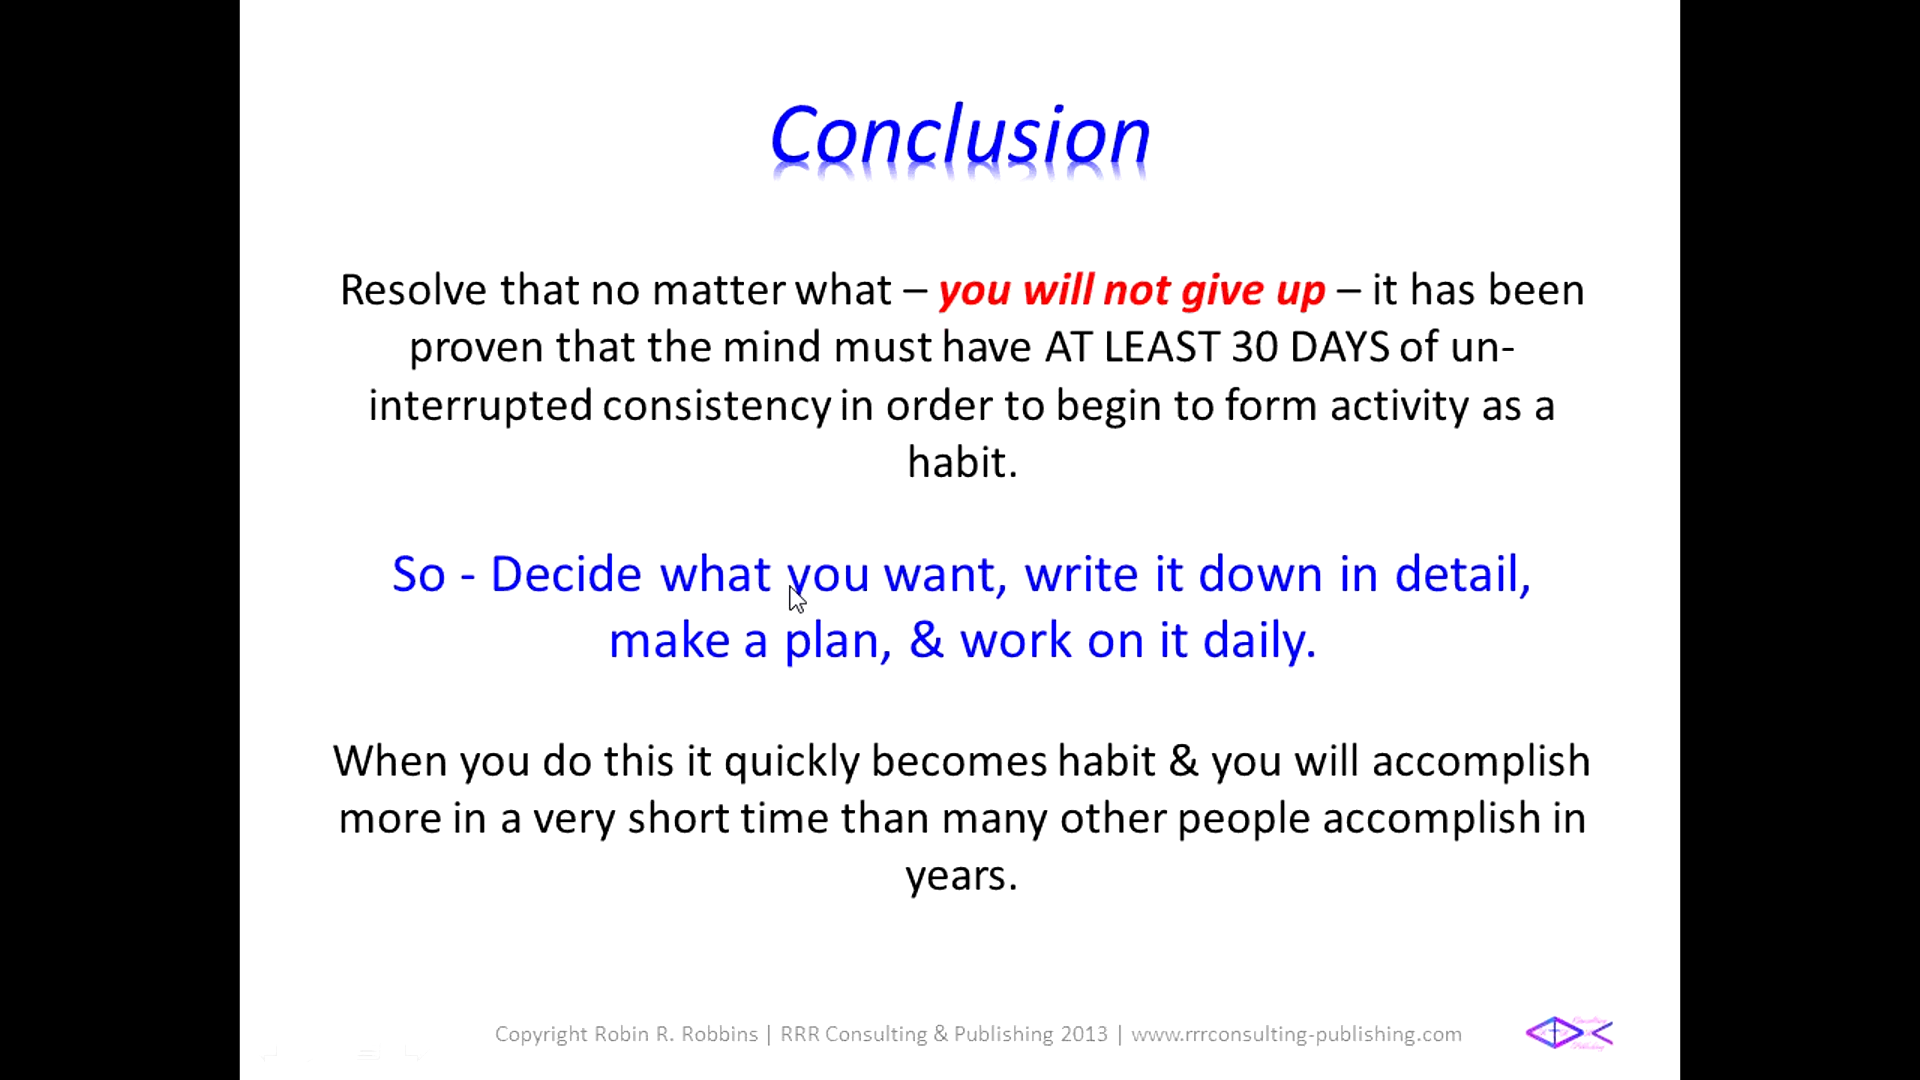 Conclusion
Resolve that no matter what – you will not give up – it has been
proven that the mind must have AT LEAST 30 DAYS of un-
interrupted consistency in order to begin to form activity as a
habit.
So - Decide what you want, write it down in detail,
make a plan, & work on it daily.
When you do this it quickly becomes habit & you will accomplish
more in a very short time than many other people accomplish in
years.
Copyright Robin R. Robbins | RRR Consulting & Publishing 2013 | www.rrrconsulting-publishing.com